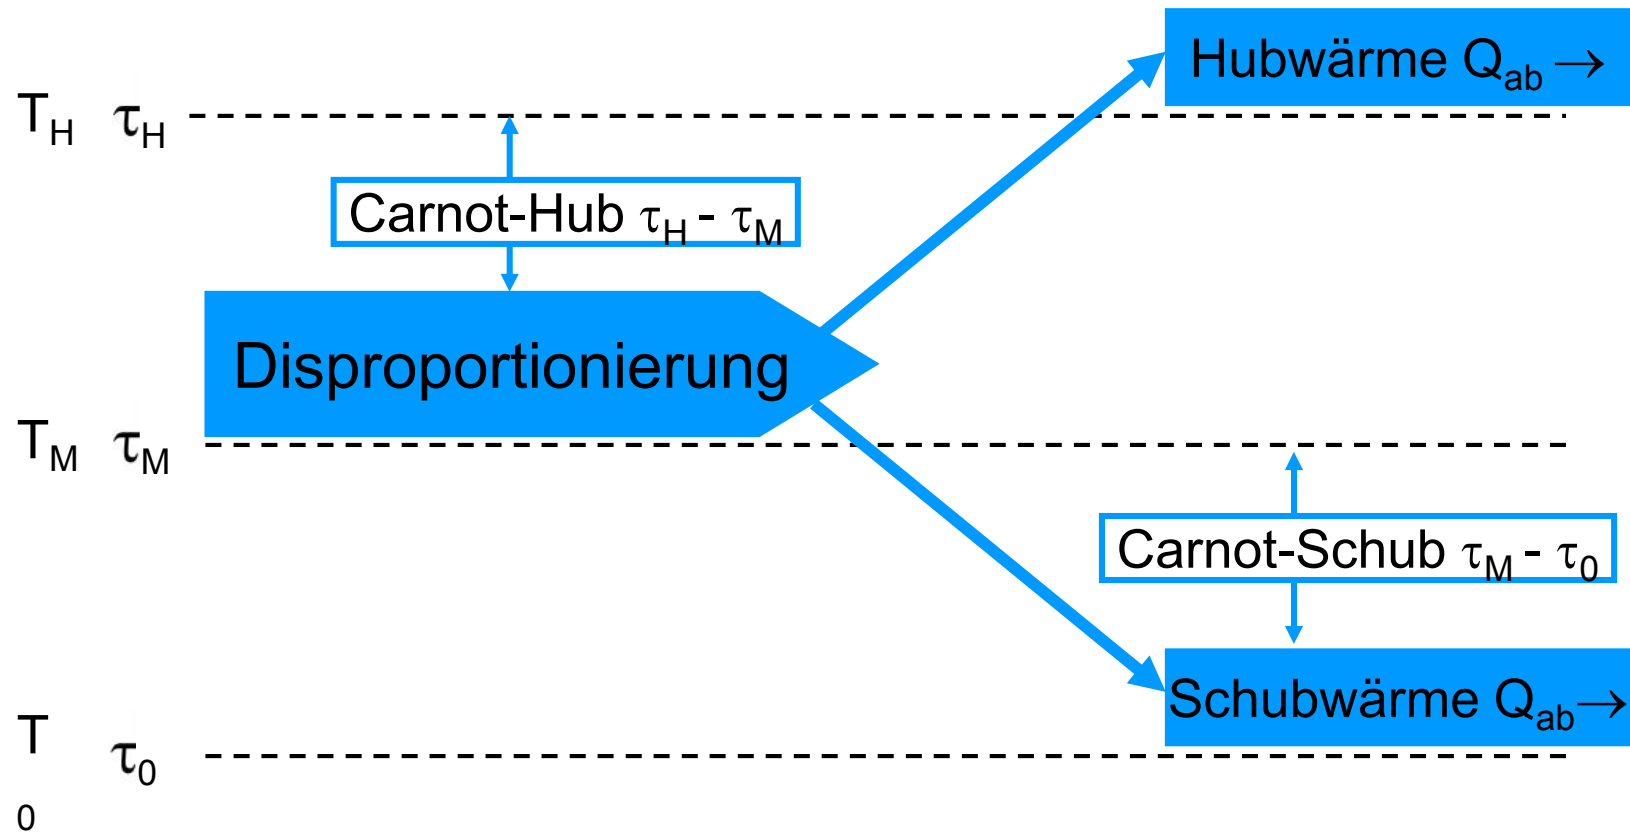 Hubwärme Qab →
TH τH
Carnot-Hub τH - τM
Disproportionierung
TM τM
Carnot-Schub τM - τ0
Schubwärme Qab→
T
0
τ0